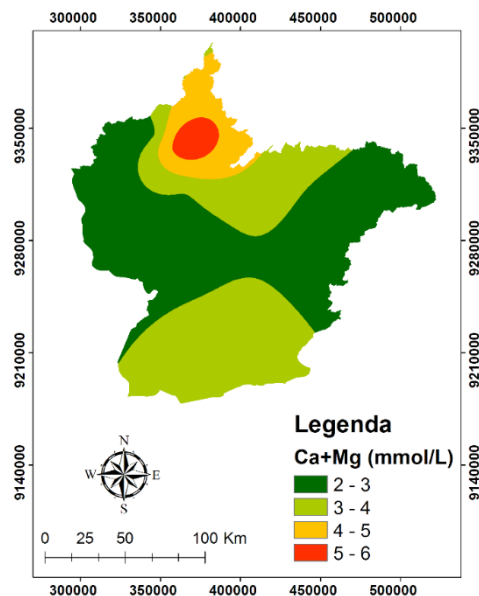 300000 350000 400000 450000 500000
9350000 9350000
9280000 9280000
9210000 9210000
9140000 9140000
Legenda
Ca+Mg (mmol/L)
2 - 3
3 - 4
4 - 5
5 - 6
N
W E
S
0 25 50 100 Km
300000 350000 400000 450000 500000